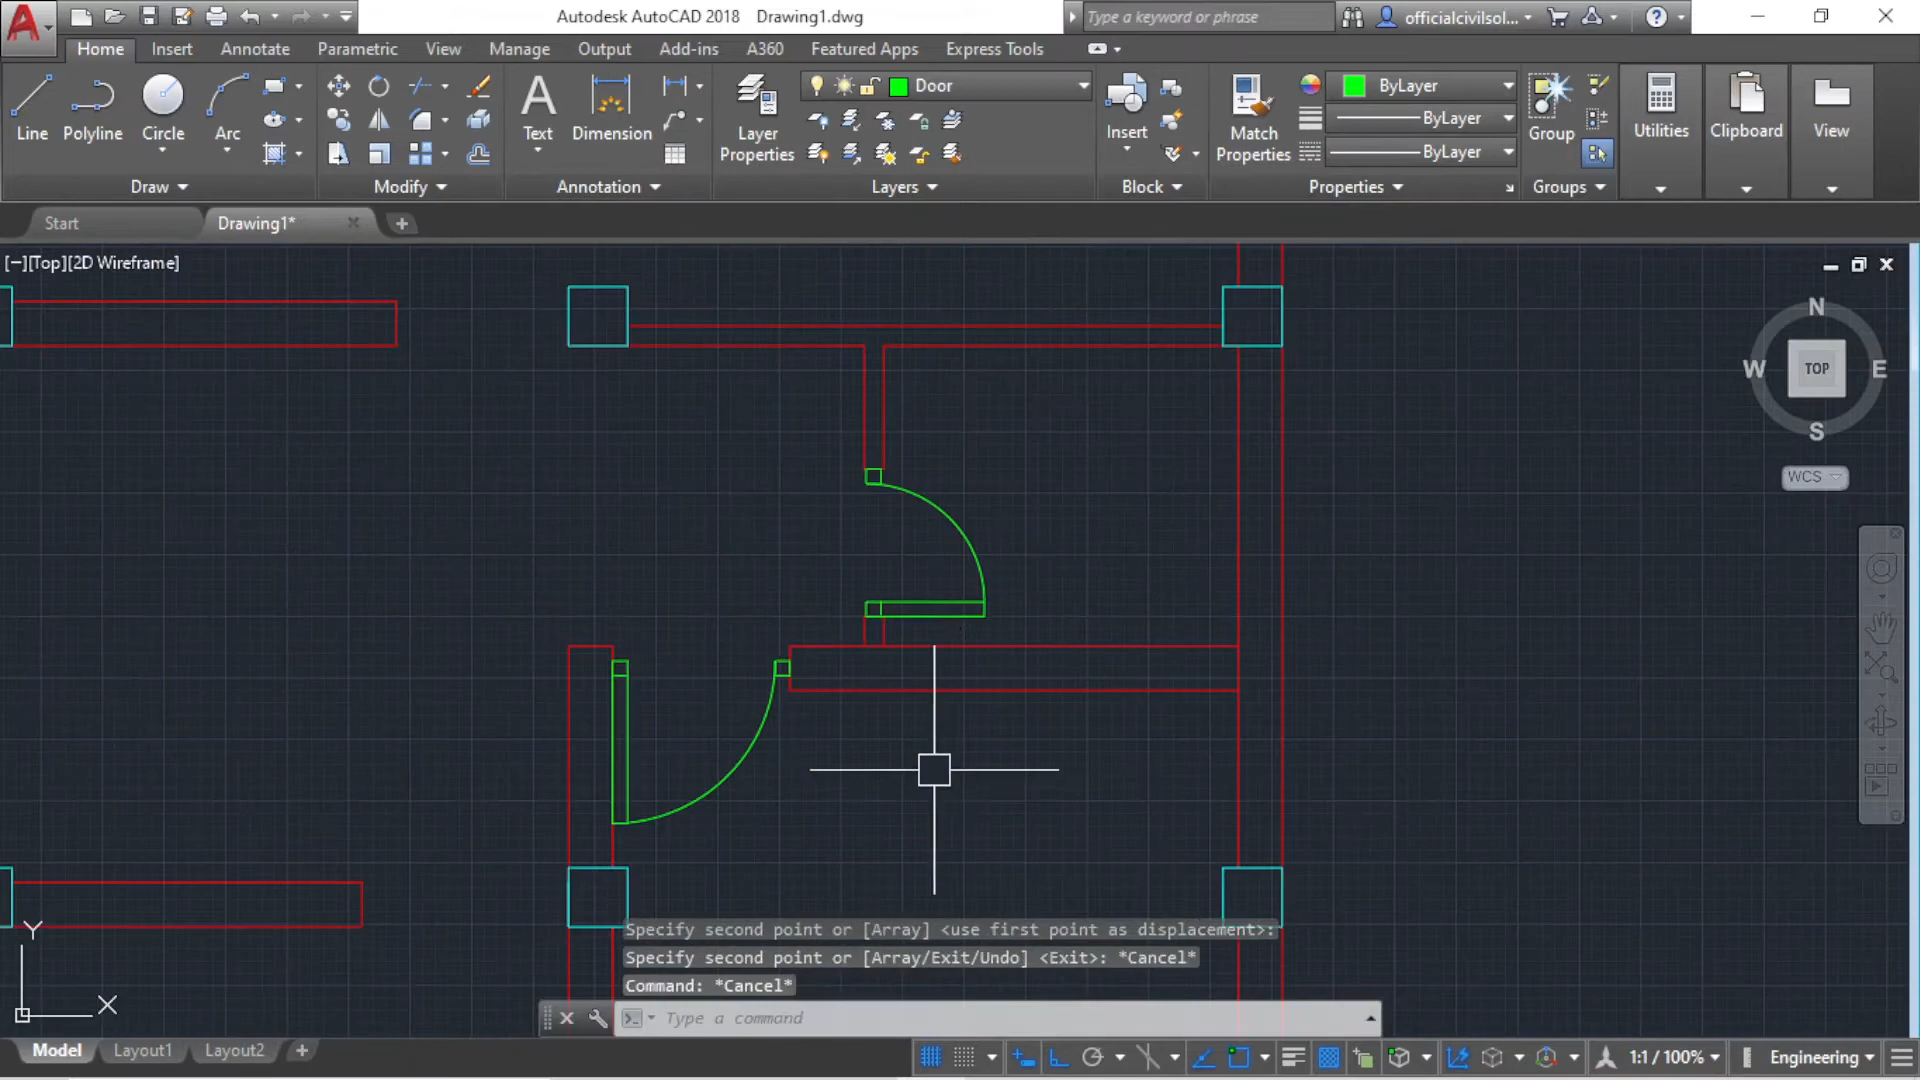 Autodesk AutoCAD 2018 Drawing1.dwg
Type a keyword or phrase
officialcivilsol...
Home Insert Annotate Parametric View Manage Output Add-ins A360 Featured Apps Express Tools
Door
ByLayer
ByLayer
ByLayer
Line Polyline Circle Arc
Text Dimension
Layer Properties
Insert
Match Properties
Group
Utilities
Clipboard
View
Draw Modify Annotation Layers Block Properties Groups
Start Drawing1*
[−][Top][2D Wireframe]
N
W TOP E
S
WCS
Y
X
Specify second point or [Array] <use first point as displacement>:
Specify second point or [Array/Exit/Undo] <Exit>: *Cancel*
Command: *Cancel*
Type a command
Model Layout1 Layout2
1:1 / 100% Engineering